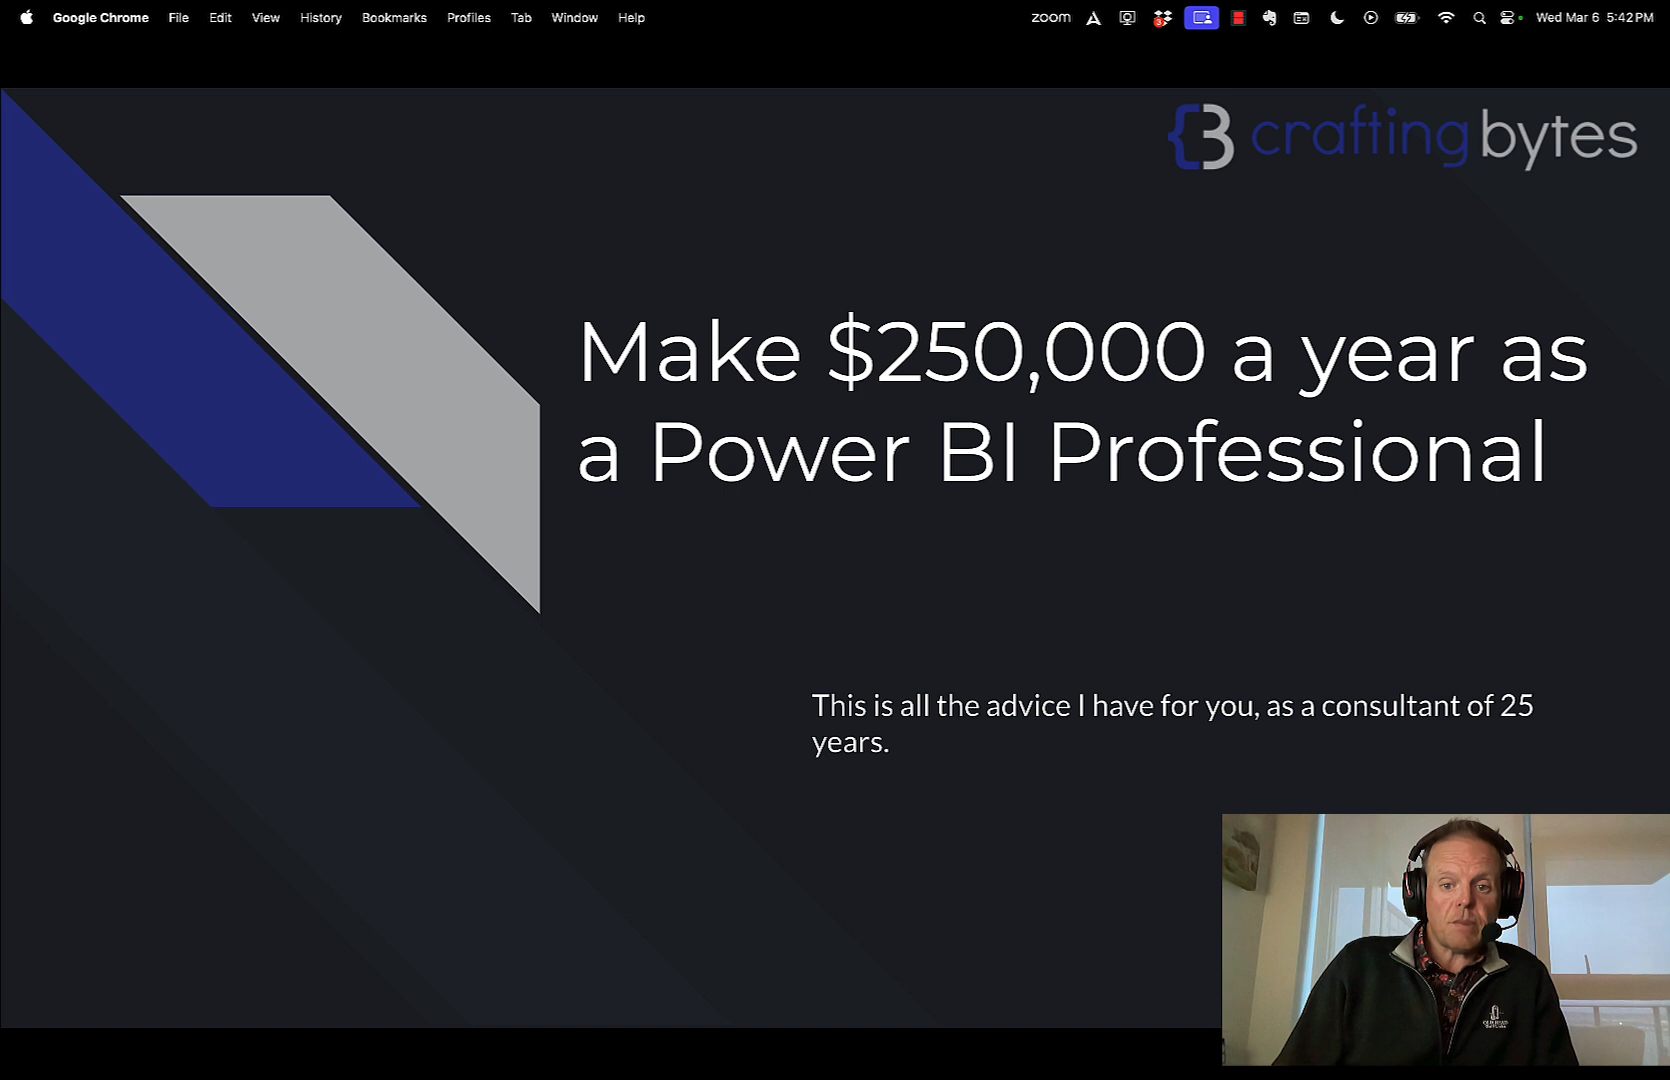 Google Chrome File Edit View History Bookmarks Profiles Tab Window Help zoom 3 Wed Mar 6 5:42 PM
crafting bytes
Make $250,000 a year as
a Power BI Professional
This is all the advice I have for you, as a consultant of 25
years.